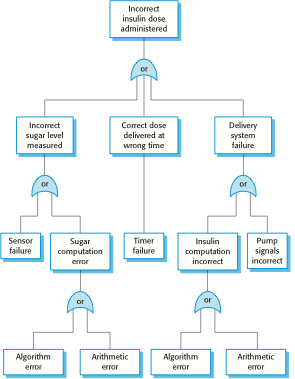 Incorrect
insulin dose
administered
or
Incorrect
sugar level
measured
Correct dose
delivered at
wrong time
Delivery
system
failure
or
or
Sensor
failure
Sugar
computation
error
Timer
failure
Insulin
computation
incorrect
Pump
signals
incorrect
or
or
Algorithm
error
Arithmetic
error
Algorithm
error
Arithmetic
error